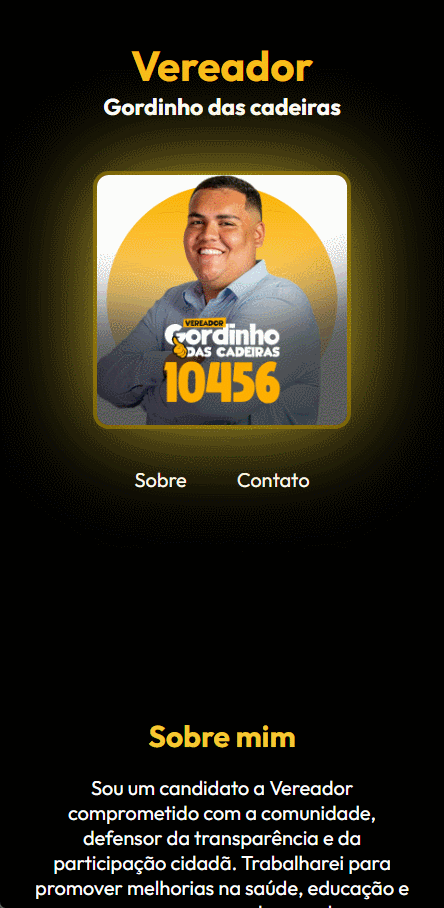 Vereador
Gordinho das cadeiras
VEREADOR
Gordinho
DAS CADEIRAS
10456
Sobre Contato
Sobre mim
Sou um candidato a Vereador
comprometido com a comunidade,
defensor da transparência e da
participação cidadã. Trabalharei para
promover melhorias na saúde, educação e